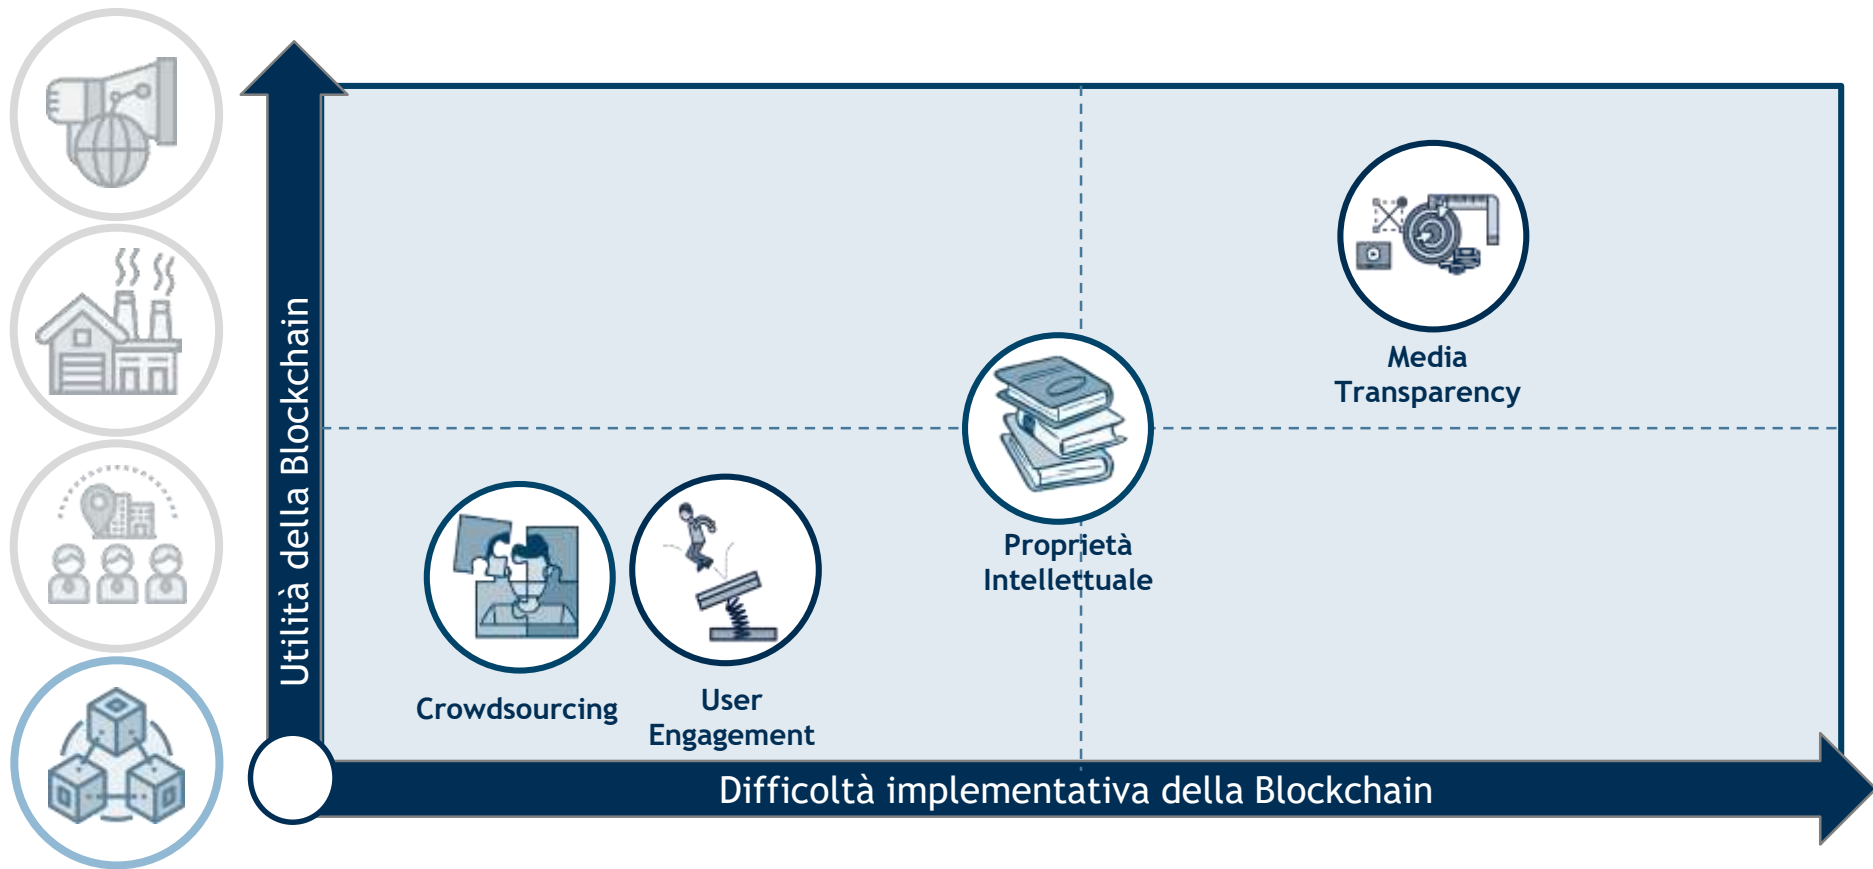 Utilità della Blockchain
Media
Transparency
Proprietà
Intellettuale
Crowdsourcing
User
Engagement
Difficoltà implementativa della Blockchain